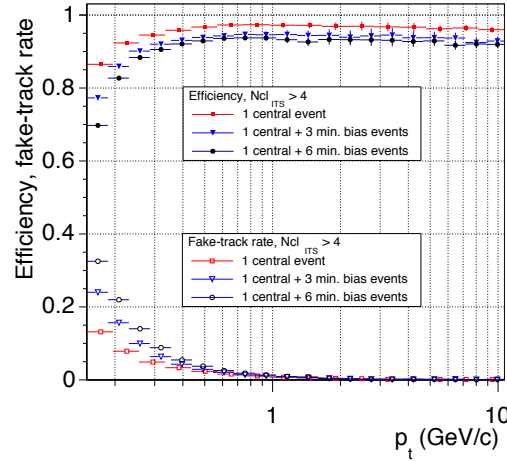 Efficiency, fake-track rate
1
0.8
0.6
0.4
0.2
0
Efficiency, Ncl ITS > 4
1 central event
1 central + 3 min. bias events
1 central + 6 min. bias events
Fake-track rate, Ncl ITS > 4
1 central event
1 central + 3 min. bias events
1 central + 6 min. bias events
1
10
pt (GeV/c)